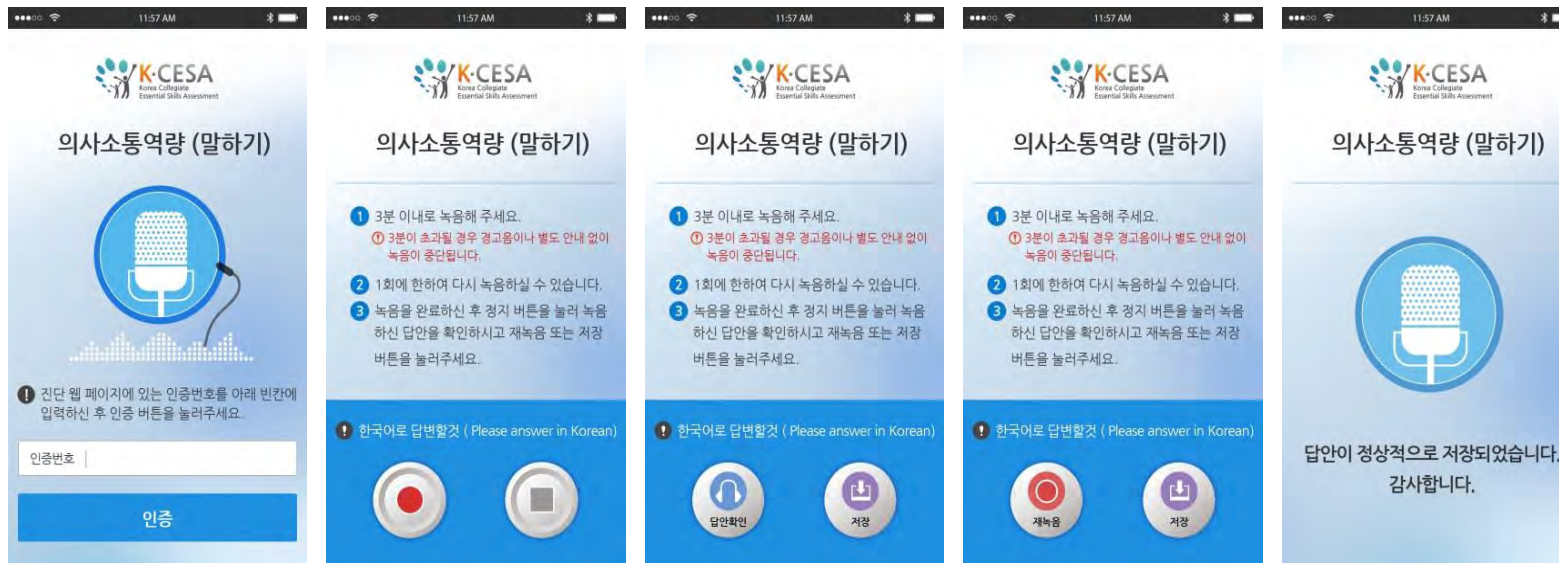 11:57 AM
K·CESA
Korea Collegiate
Essential Skills Assessment
의사소통역량 (말하기)
진단 웹 페이지에 있는 인증번호를 아래 빈칸에
입력하신 후 인증 버튼을 눌러주세요.
인증번호
인증
11:57 AM
K·CESA
Korea Collegiate
Essential Skills Assessment
의사소통역량 (말하기)
1 3분 이내로 녹음해 주세요.
3분이 초과될 경우 경고음이나 별도 안내 없이
녹음이 중단됩니다.
2 1회에 한하여 다시 녹음하실 수 있습니다.
3 녹음을 완료하신 후 정지 버튼을 눌러 녹음
하신 답안을 확인하시고 재녹음 또는 저장
버튼을 눌러주세요.
한국어로 답변할것 ( Please answer in Korean)
11:57 AM
K·CESA
Korea Collegiate
Essential Skills Assessment
의사소통역량 (말하기)
1 3분 이내로 녹음해 주세요.
3분이 초과될 경우 경고음이나 별도 안내 없이
녹음이 중단됩니다.
2 1회에 한하여 다시 녹음하실 수 있습니다.
3 녹음을 완료하신 후 정지 버튼을 눌러 녹음
하신 답안을 확인하시고 재녹음 또는 저장
버튼을 눌러주세요.
한국어로 답변할것 ( Please answer in Korean)
답안확인
저장
11:57 AM
K·CESA
Korea Collegiate
Essential Skills Assessment
의사소통역량 (말하기)
1 3분 이내로 녹음해 주세요.
3분이 초과될 경우 경고음이나 별도 안내 없이
녹음이 중단됩니다.
2 1회에 한하여 다시 녹음하실 수 있습니다.
3 녹음을 완료하신 후 정지 버튼을 눌러 녹음
하신 답안을 확인하시고 재녹음 또는 저장
버튼을 눌러주세요.
한국어로 답변할것 ( Please answer in Korean)
재녹음
저장
11:57 AM
K·CESA
Korea Collegiate
Essential Skills Assessment
의사소통역량 (말하기)
답안이 정상적으로 저장되었습니다.
감사합니다.